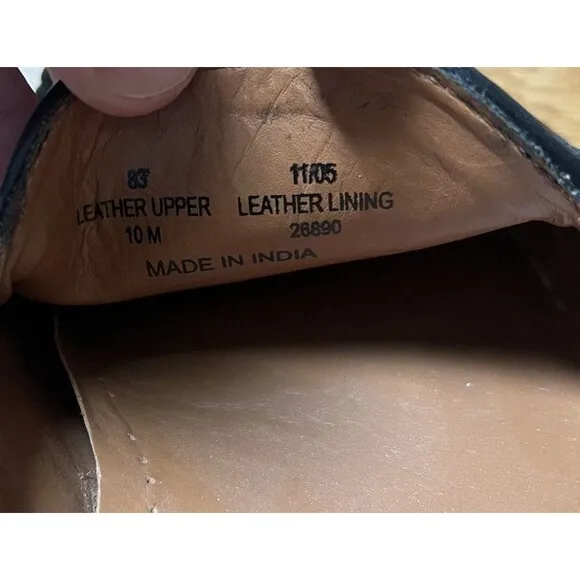 83 11/05
LEATHER UPPER LEATHER LINING
10 M 26890
MADE IN INDIA